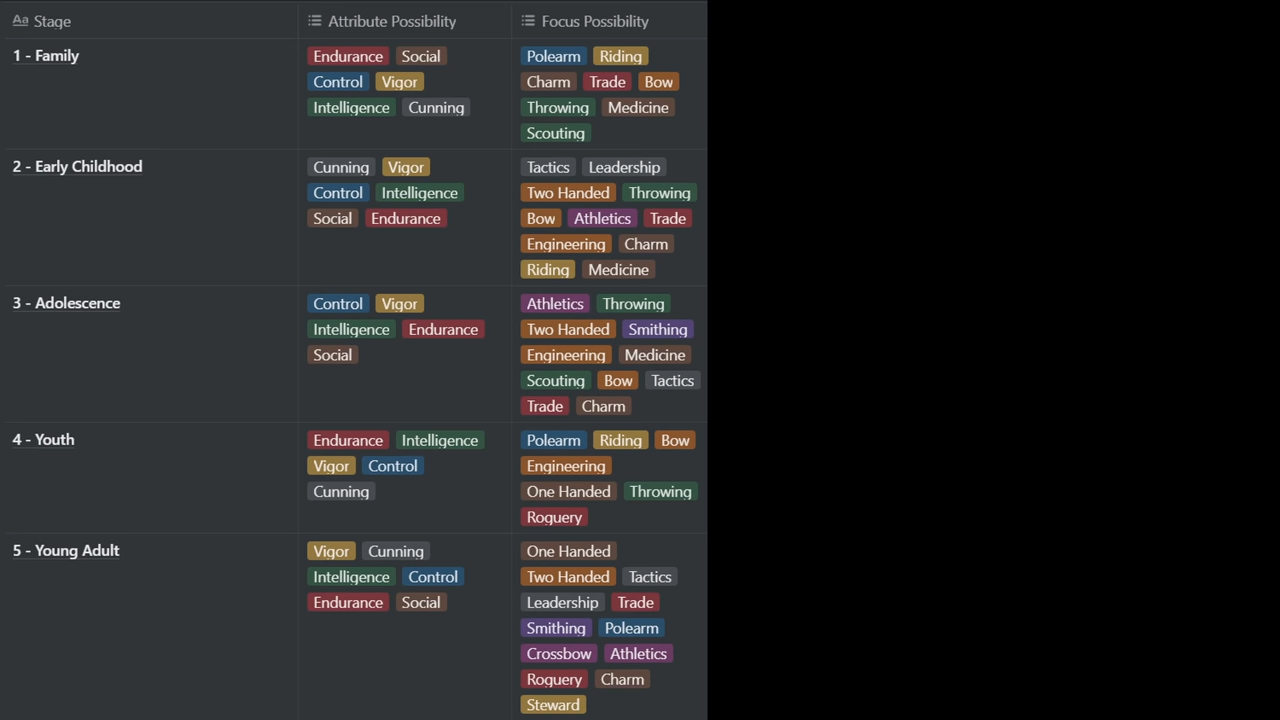 Aa Stage Attribute Possibility Focus Possibility
1 - Family
Endurance Social
Control Vigor
Intelligence Cunning
Polearm Riding
Charm Trade Bow
Throwing Medicine
Scouting
2 - Early Childhood
Cunning Vigor
Control Intelligence
Social Endurance
Tactics Leadership
Two Handed Throwing
Bow Athletics Trade
Engineering Charm
Riding Medicine
3 - Adolescence
Control Vigor
Intelligence Endurance
Social
Athletics Throwing
Two Handed Smithing
Engineering Medicine
Scouting Bow Tactics
Trade Charm
4 - Youth
Endurance Intelligence
Vigor Control
Cunning
Polearm Riding Bow
Engineering
One Handed Throwing
Roguery
5 - Young Adult
Vigor Cunning
Intelligence Control
Endurance Social
One Handed
Two Handed Tactics
Leadership Trade
Smithing Polearm
Crossbow Athletics
Roguery Charm
Steward